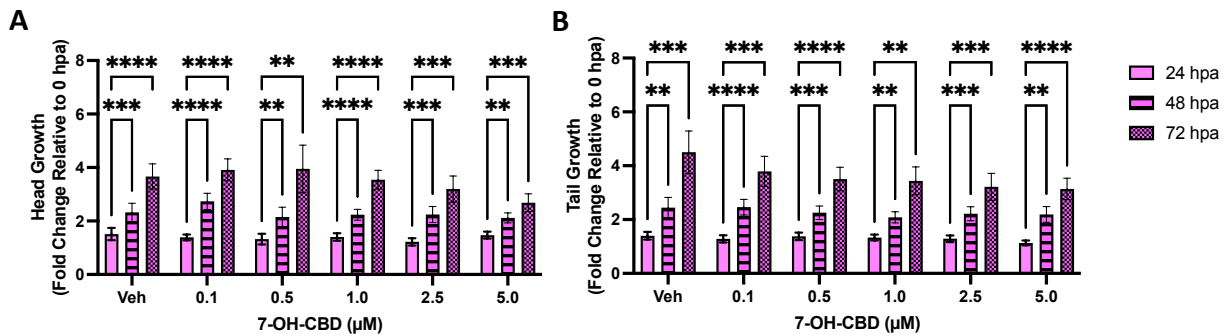 A
Head Growth
(Fold Change Relative to 0 hpa)
8
6
4
2
0
**** **** ** **** *** ***
*** **** ** **** *** **
Veh 0.1 0.5 1.0 2.5 5.0
7-OH-CBD (µM)
B
Tail Growth
(Fold Change Relative to 0 hpa)
8
6
4
2
0
*** *** **** ** *** ****
** **** *** ** *** **
Veh 0.1 0.5 1.0 2.5 5.0
7-OH-CBD (µM)
24 hpa
48 hpa
72 hpa